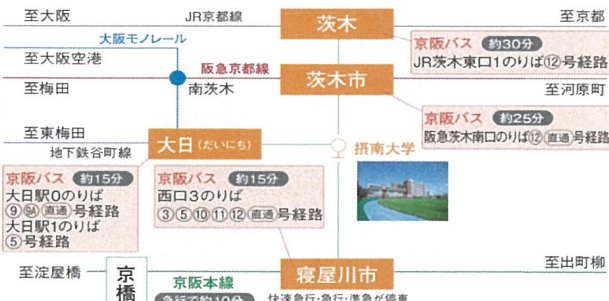 至大阪
JR京都線
茨木
至京都
大阪モノレール
京阪バス 約30分
JR茨木東口1のりば⑫号経路
至大阪空港
阪急京都線
茨木市
至梅田
南茨木
至河原町
京阪バス 約25分
阪急茨木南口のりば⑫直通号経路
至東梅田
地下鉄谷町線
大日(だいにち)
摂南大学
京阪バス 約15分
大日駅0のりば
⑨9A直通号経路
大日駅1のりば
⑤号経路
京阪バス 約15分
西口3のりば
③⑤⑩⑪⑫直通号経路
至淀屋橋
京橋
京阪本線
急行で約10分
寝屋川市
快速急行・急行・準急が停車
至出町柳